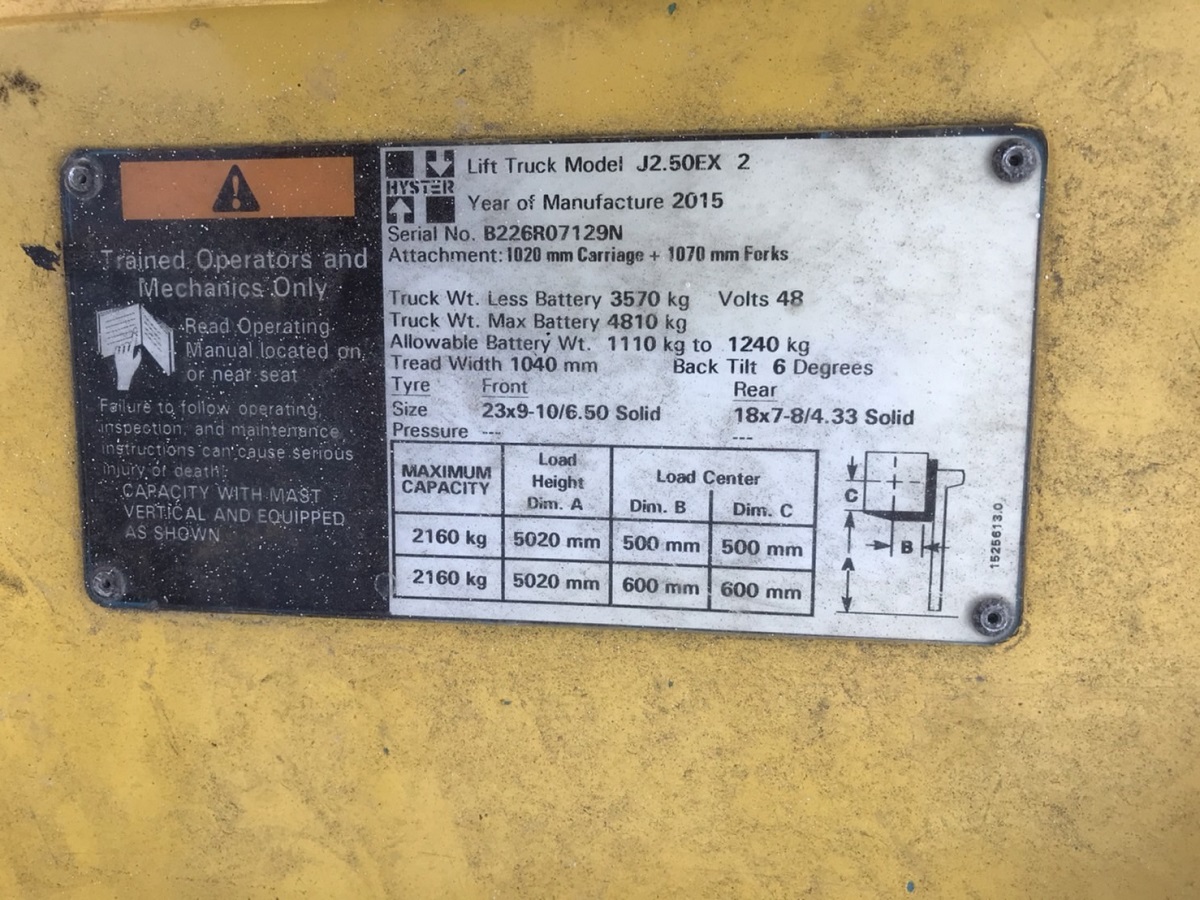 Trained Operators and
Mechanics Only
Read Operating
Manual located on
or near seat
Failure to follow operating,
inspection, and maintenance
instructions can cause serious
injury or death!
CAPACITY WITH MAST
VERTICAL AND EQUIPPED
AS SHOWN
HYSTER
Lift Truck Model J2.50EX 2
Year of Manufacture 2015
Serial No. B226R07129N
Attachment: 1020 mm Carriage + 1070 mm Forks
Truck Wt. Less Battery 3570 kg Volts 48
Truck Wt. Max Battery 4810 kg
Allowable Battery Wt. 1110 kg to 1240 kg
Tread Width 1040 mm Back Tilt 6 Degrees
Tyre Front Rear
Size 23x9-10/6.50 Solid 18x7-8/4.33 Solid
Pressure --- ---
MAXIMUM CAPACITY Load Height Dim. A Load Center Dim. B Dim. C
2160 kg 5020 mm 500 mm 500 mm
2160 kg 5020 mm 600 mm 600 mm
C
B
A
1525613.0